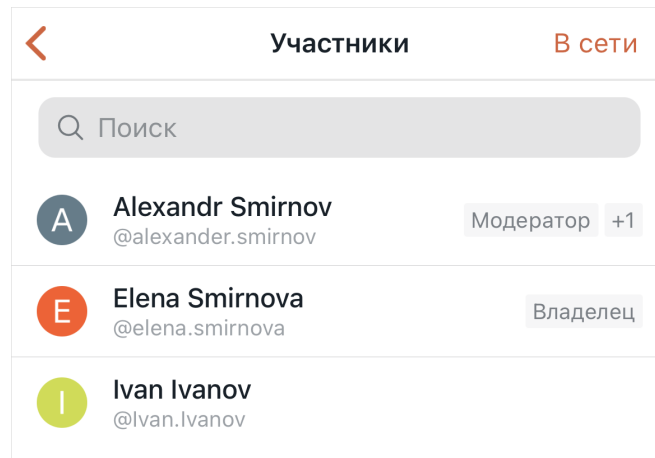 Участники В сети
Поиск
A Alexandr Smirnov
@alexander.smirnov Модератор +1
E Elena Smirnova
@elena.smirnova Владелец
I Ivan Ivanov
@Ivan.Ivanov